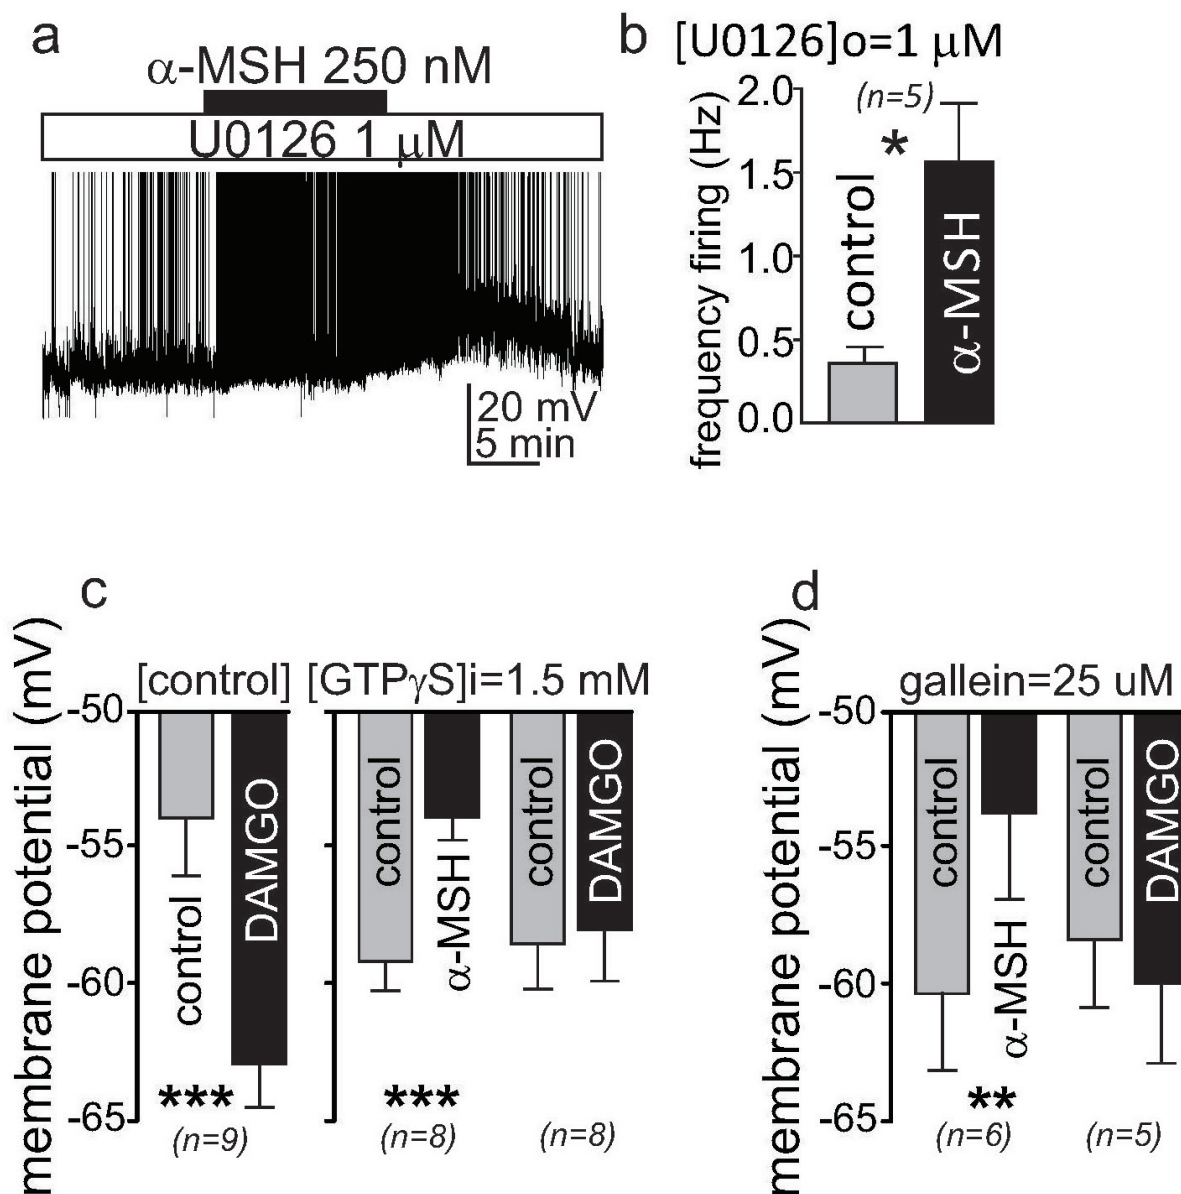 a
α-MSH 250 nM
U0126 1 μM
20 mV
5 min
b
[U0126]o=1 μM
frequency firing (Hz)
2.0
1.5
1.0
0.5
0.0
(n=5)
*
control
α-MSH
c
membrane potential (mV)
[control]
[GTPγS]i=1.5 mM
-50
-55
-60
-65
control
DAMGO
control
α-MSH
control
DAMGO
***
***
(n=9)
(n=8)
(n=8)
d
membrane potential (mV)
gallein=25 uM
-50
-55
-60
-65
control
α-MSH
control
DAMGO
**
(n=6)
(n=5)